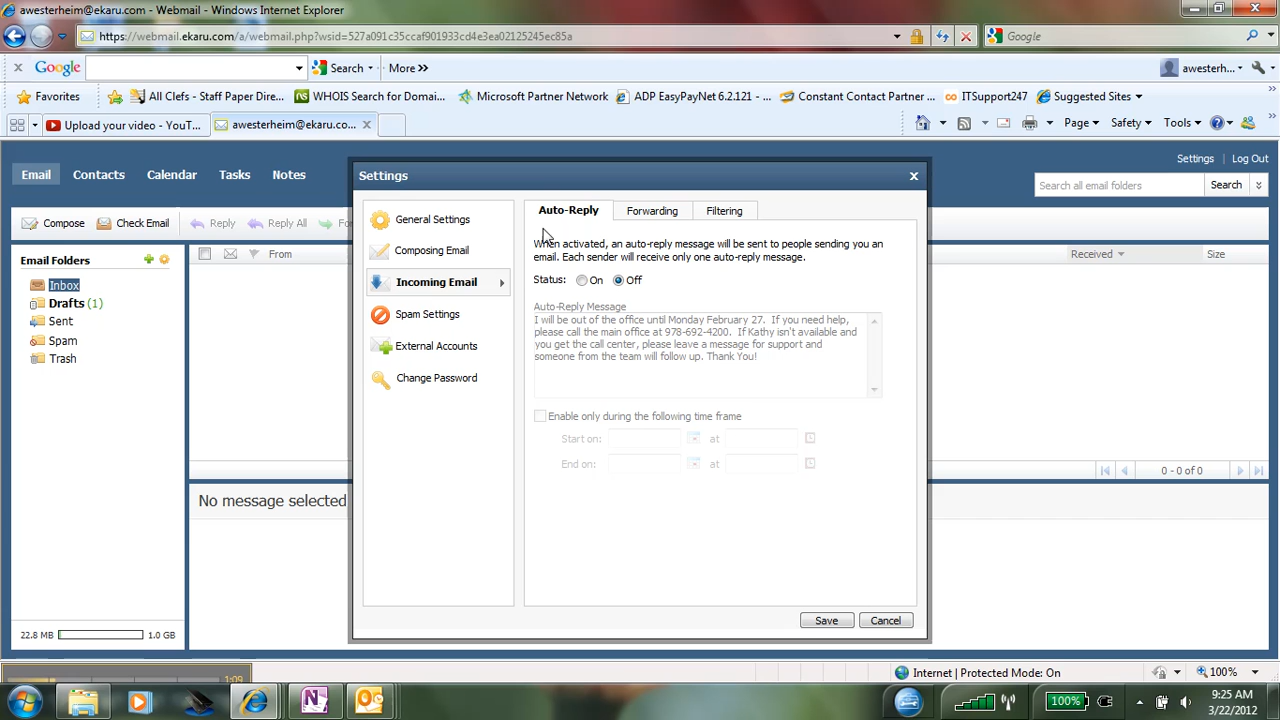 awesterheim@ekaru.com - Webmail - Windows Internet Explorer
https://webmail.ekaru.com/a/webmail.php?wsid=527a091c35ccaf901933cd4e3ea02125245ec85a
Google
Google Search More »
awesterh...
Favorites All Clefs - Staff Paper Dire... WHOIS Search for Domai... Microsoft Partner Network ADP EasyPayNet 6.2.121 - ... Constant Contact Partner ... ITSupport247 Suggested Sites
Upload your video - YouT... awesterheim@ekaru.co...
Page Safety Tools
Settings Log Out
Email Contacts Calendar Tasks Notes
Search all email folders Search
Compose Check Email Reply Reply All For
Email Folders
From
Received Size
Inbox
Drafts (1)
Sent
Spam
Trash
22.8 MB 1.0 GB
0 - 0 of 0
No message selected
Settings
General Settings
Composing Email
Incoming Email
Spam Settings
External Accounts
Change Password
Auto-Reply Forwarding Filtering
When activated, an auto-reply message will be sent to people sending you an
email. Each sender will receive only one auto-reply message.
Status: On Off
Auto-Reply Message
I will be out of the office until Monday February 27. If you need help,
please call the main office at 978-692-4200. If Kathy isn't available and
you get the call center, please leave a message for support and
someone from the team will follow up. Thank You!
Enable only during the following time frame
Start on: at
End on: at
Save Cancel
1:09
Internet | Protected Mode: On
100%
100%
9:25 AM
3/22/2012